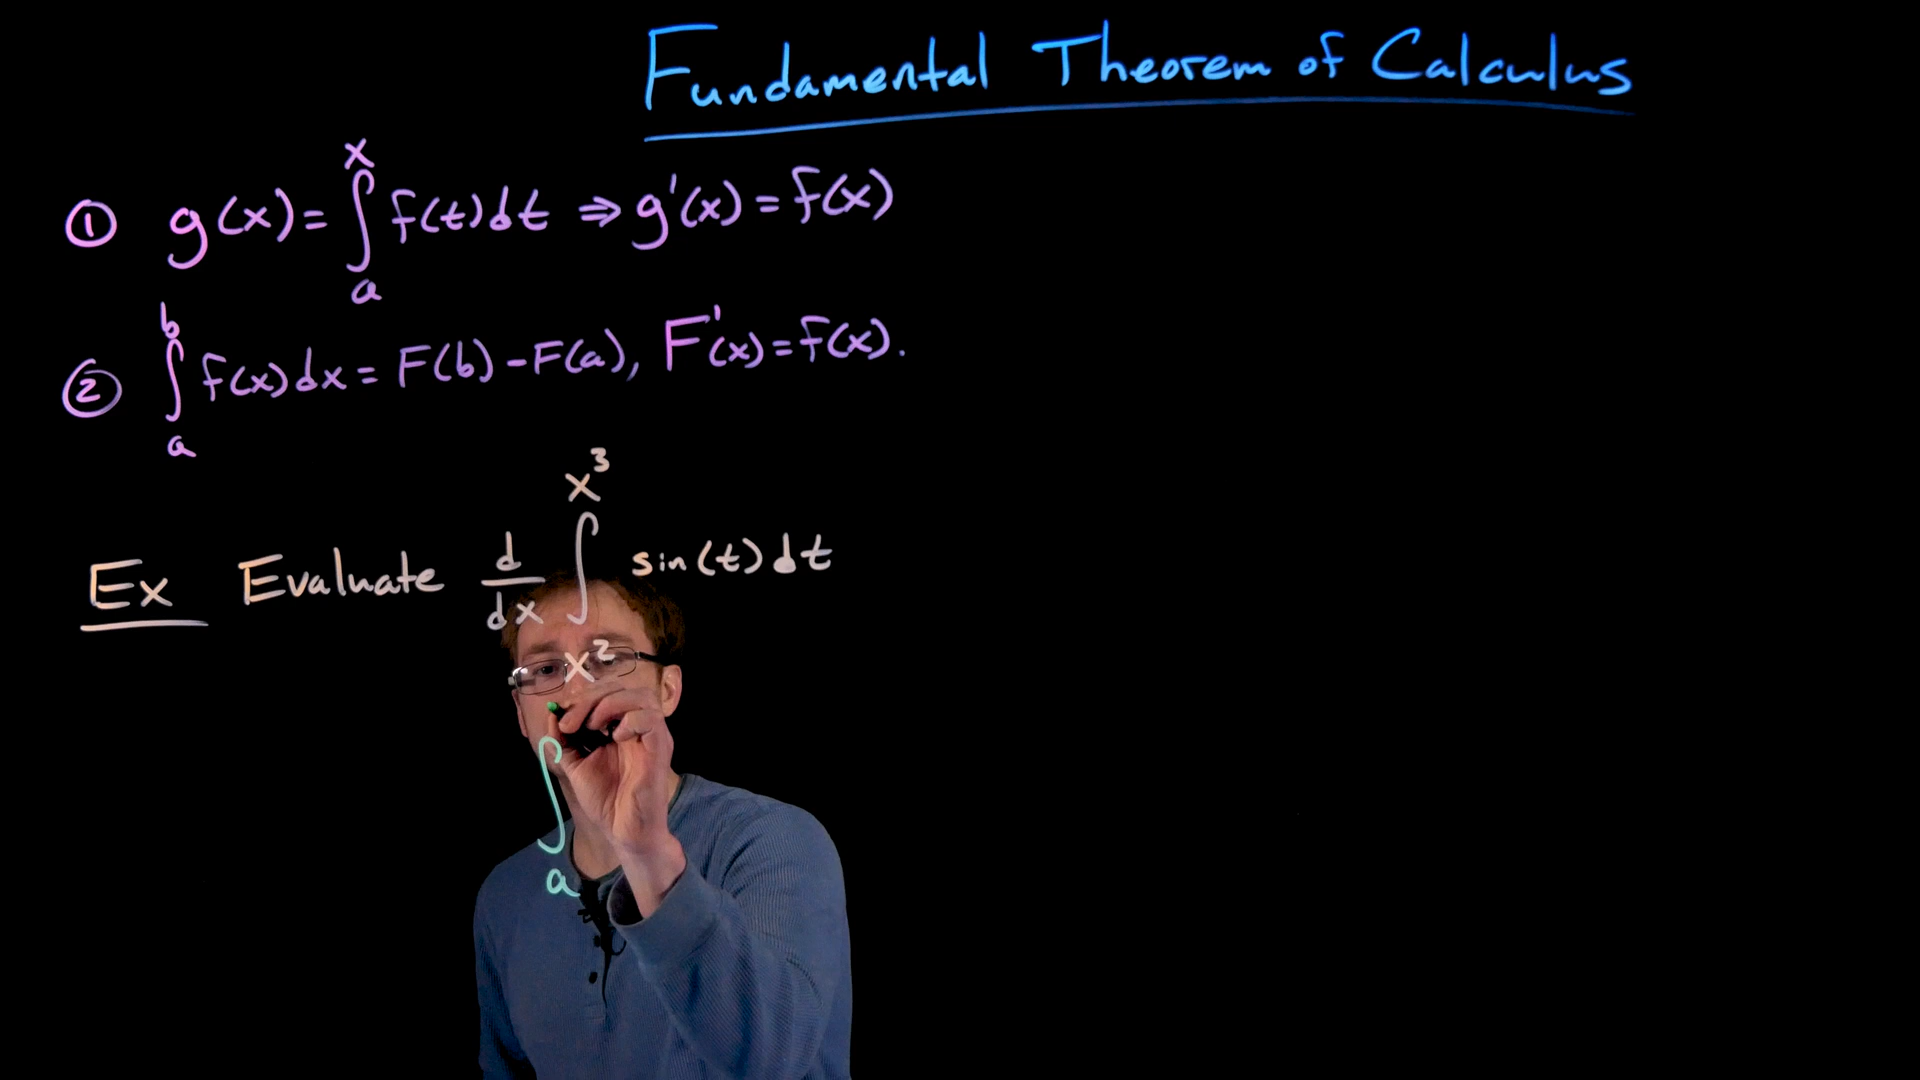 Fundamental Theorem of Calculus
① g(x) = ∫ₐˣ f(t)dt ⇒ g'(x) = f(x)
② ∫ₐᵇ f(x)dx = F(b) - F(a), F'(x) = f(x).
Ex Evaluate d/dx ∫_{x²}^{x³} sin(t)dt
∫ₐ